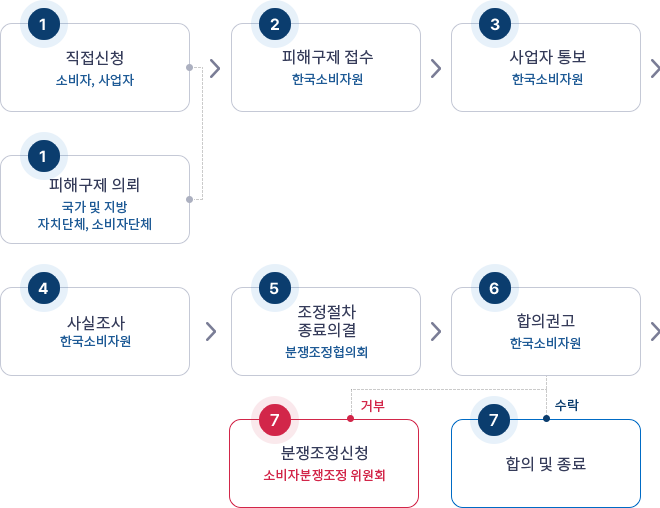 1
직접신청
소비자, 사업자
2
피해구제 접수
한국소비자원
3
사업자 통보
한국소비자원
1
피해구제 의뢰
국가 및 지방
자치단체, 소비자단체
4
사실조사
한국소비자원
5
조정절차
종료의결
분쟁조정협의회
6
합의권고
한국소비자원
거부
수락
7
분쟁조정신청
소비자분쟁조정 위원회
7
합의 및 종료